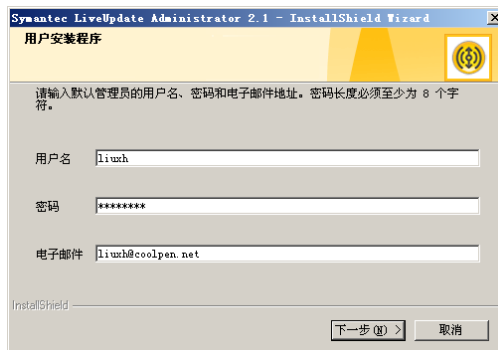 Symantec LiveUpdate Administrator 2.1 - InstallShield Wizard
用户安装程序
请输入默认管理员的用户名、密码和电子邮件地址。密码长度必须至少为 8 个字
符。
用户名 liuxh
密码 ********
电子邮件 liuxh@coolpen.net
InstallShield
下一步(N) > 取消